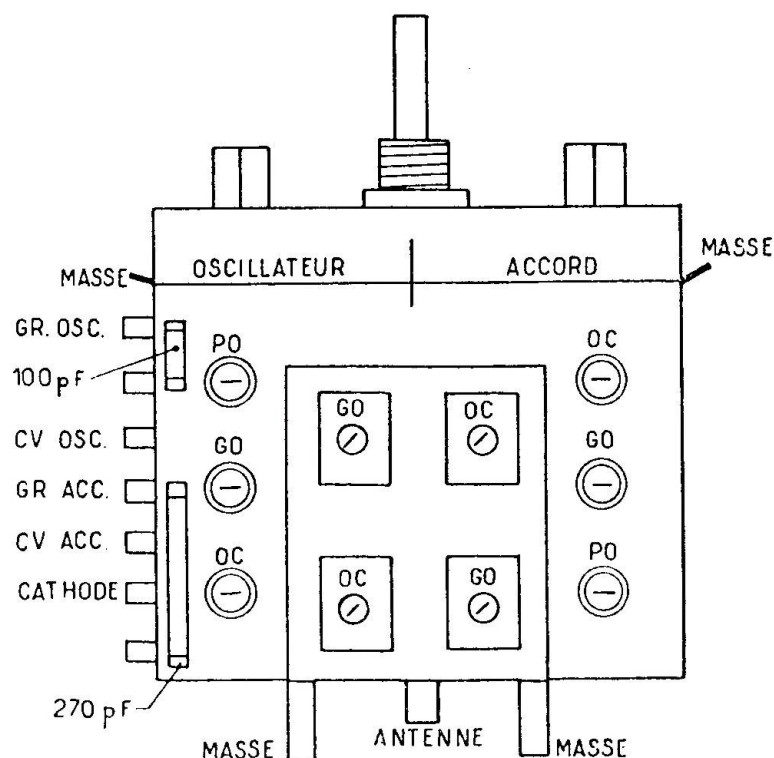 MASSE
OSCILLATEUR
ACCORD
MASSE
GR. OSC.
100 pF
CV OSC.
GR ACC.
CV ACC.
CATHODE
270 pF
PO
GO
OC
GO
OC
OC
GO
OC
GO
PO
MASSE
ANTENNE
MASSE